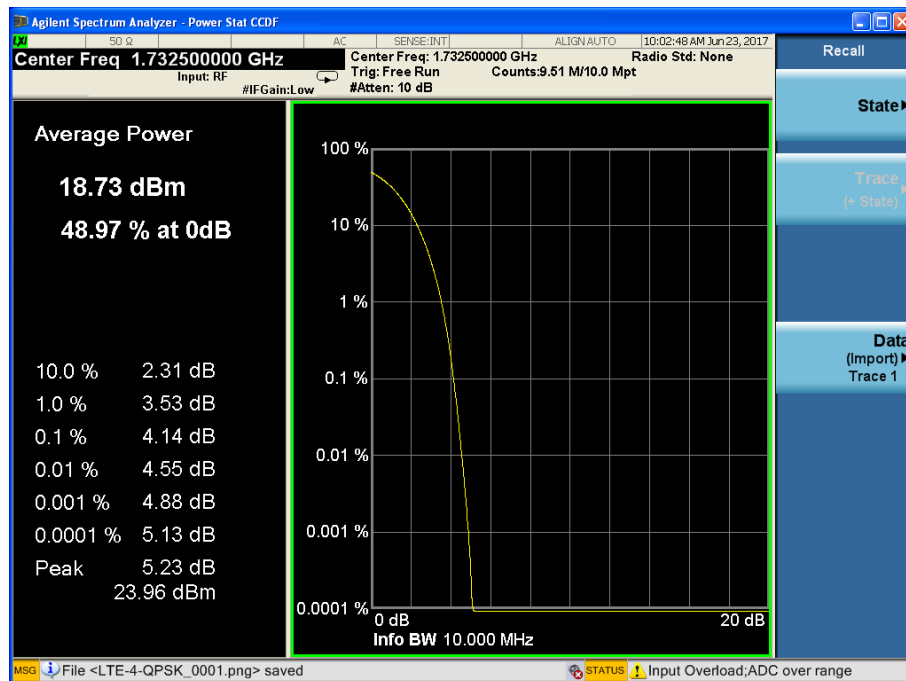 Agilent Spectrum Analyzer - Power Stat CCDF
LXI 50 Ω AC SENSE:INT ALIGN AUTO 10:02:48 AM Jun 23, 2017
Center Freq 1.732500000 GHz
Input: RF
#IFGain:Low
Center Freq: 1.732500000 GHz Radio Std: None
Trig: Free Run Counts:9.51 M/10.0 Mpt
#Atten: 10 dB
Average Power
18.73 dBm
48.97 % at 0dB
10.0 % 2.31 dB
1.0 % 3.53 dB
0.1 % 4.14 dB
0.01 % 4.55 dB
0.001 % 4.88 dB
0.0001 % 5.13 dB
Peak 5.23 dB
23.96 dBm
100 %
10 %
1 %
0.1 %
0.01 %
0.001 %
0.0001 %
0 dB 20 dB
Info BW 10.000 MHz
Recall
State
Trace
(+ State)
Data
(Import)
Trace 1
MSG File <LTE-4-QPSK_0001.png> saved STATUS Input Overload;ADC over range